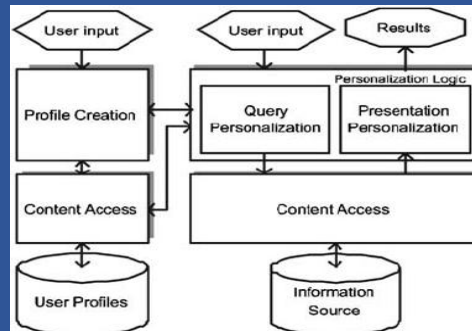 User input
User input
Results
Personalization Logic
Profile Creation
Query
Personalization
Presentation
Personalization
Content Access
Content Access
User Profiles
Information
Source